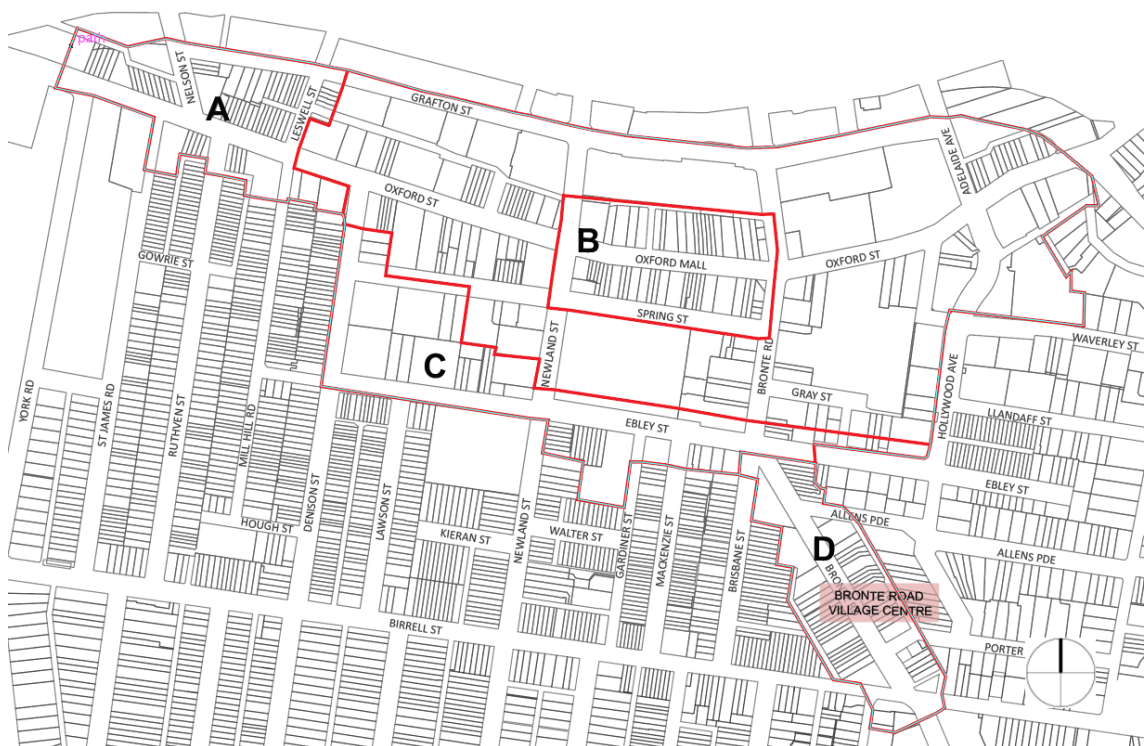 park
NELSON ST
A
LESWELL ST
GRAFTON ST
ADELAIDE AVE
OXFORD ST
B
OXFORD MALL
OXFORD ST
GOWRIE ST
SPRING ST
WAVERLEY ST
NEWLAND ST
BRONTE RD
C
HOLLYWOOD AVE
GRAY ST
LLANDAFF ST
YORK RD
ST JAMES RD
RUTHVEN ST
MILL HILL RD
EBLEY ST
EBLEY ST
DENISON ST
LAWSON ST
HOUGH ST
KIERAN ST
NEWLAND ST
WALTER ST
GARDINER ST
MACKENZIE ST
BRISBANE ST
ALLENS PDE
ALLENS PDE
D
BRO
BRONTE ROAD
VILLAGE CENTRE
BIRRELL ST
PORTER